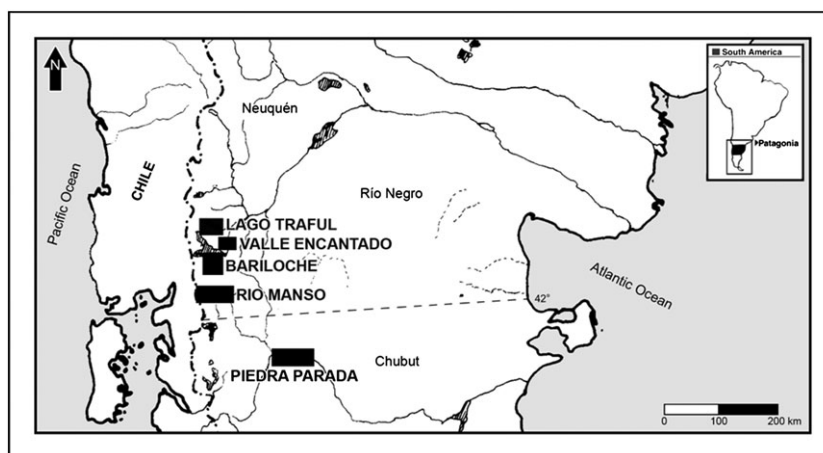 N
South America
Patagonia
Neuquén
Pacific Ocean
CHILE
Río Negro
LAGO TRAFUL
VALLE ENCANTADO
BARILOCHE
RIO MANSO
Atlantic Ocean
42°
Chubut
PIEDRA PARADA
0 100 200 km